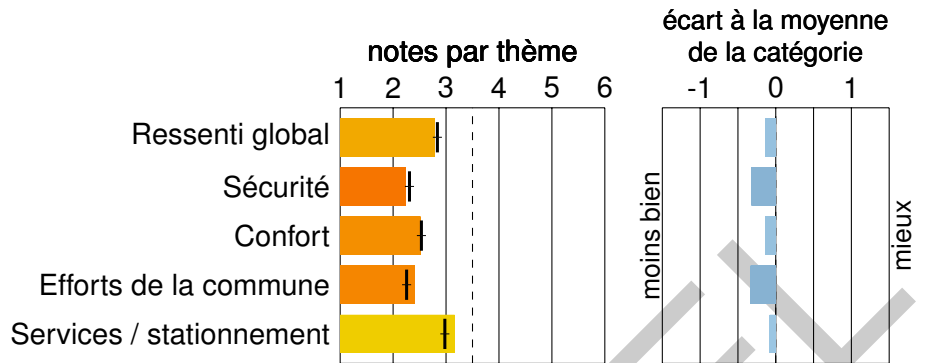 notes par thème
1 2 3 4 5 6
écart à la moyenne
de la catégorie
-1 0 1
Ressenti global
Sécurité
Confort
Efforts de la commune
Services / stationnement
moins bien
mieux